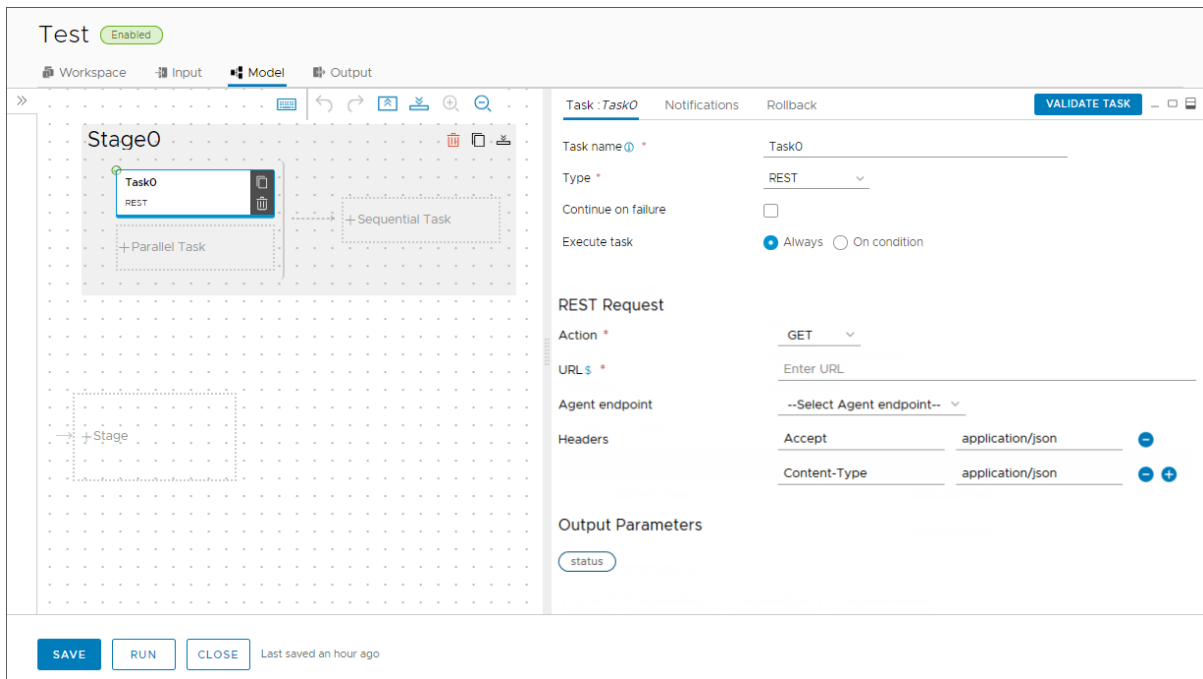 Test Enabled
Workspace Input Model Output
Stage0
Task0
REST
+Parallel Task
+Sequential Task
+Stage
Task :Task0 Notifications Rollback VALIDATE TASK
Task name * Task0
Type * REST
Continue on failure
Execute task Always On condition
REST Request
Action * GET
URL $ * Enter URL
Agent endpoint --Select Agent endpoint--
Headers Accept application/json
Content-Type application/json
Output Parameters
status
SAVE RUN CLOSE Last saved an hour ago